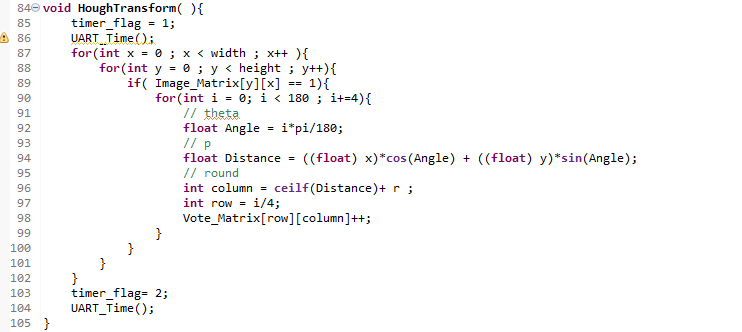 84 void HoughTransform( ){
85     timer_flag = 1;
86     UART_Time();
87     for(int x = 0 ; x < width ; x++ ){
88         for(int y = 0 ; y < height ; y++){
89             if( Image_Matrix[y][x] == 1){
90                 for(int i = 0; i < 180 ; i+=4){
91                     // theta
92                     float Angle = i*pi/180;
93                     // p
94                     float Distance = ((float) x)*cos(Angle) + ((float) y)*sin(Angle);
95                     // round
96                     int column = ceilf(Distance)+ r ;
97                     int row = i/4;
98                     Vote_Matrix[row][column]++;
99                 }
100             }
101         }
102     }
103     timer_flag= 2;
104     UART_Time();
105 }